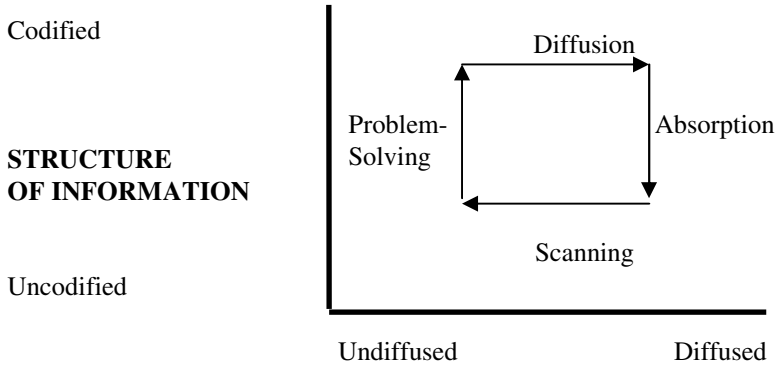 Codified
Diffusion
Problem-
Solving
Absorption
STRUCTURE
OF INFORMATION
Scanning
Uncodified
Undiffused
Diffused